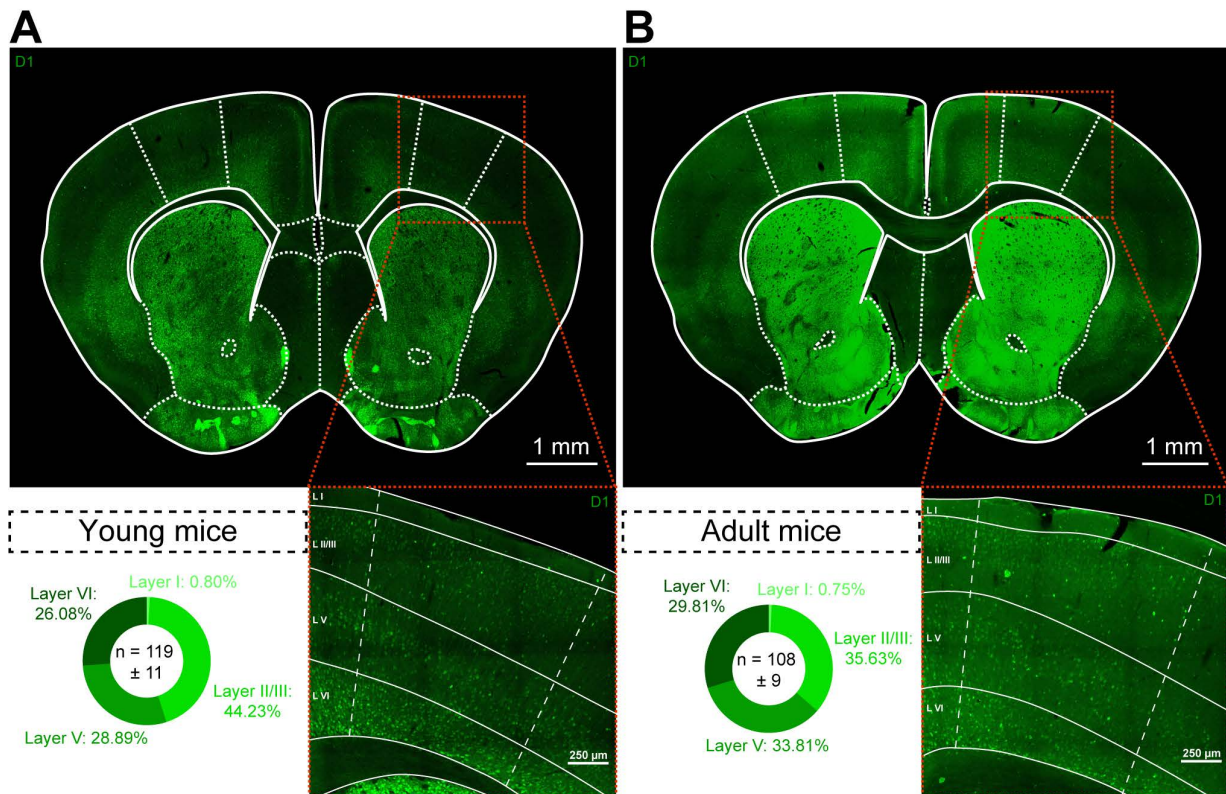 A
B
D1
D1
1 mm
1 mm
Young mice
Layer VI:
26.08%
Layer I: 0.80%
n = 119
± 11
Layer II/III:
44.23%
Layer V: 28.89%
L I
L II/III
L V
L VI
D1
250 µm
Adult mice
Layer VI:
29.81%
Layer I: 0.75%
n = 108
± 9
Layer II/III:
35.63%
Layer V: 33.81%
L I
L II/III
L V
L VI
D1
250 µm